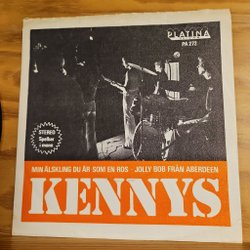 PLATINA
PA 272
STEREO
Spelbar
i mono
MIN ÄLSKLING DU ÄR SOM EN ROS · JOLLY BOB FRÅN ABERDEEN
KENNYS